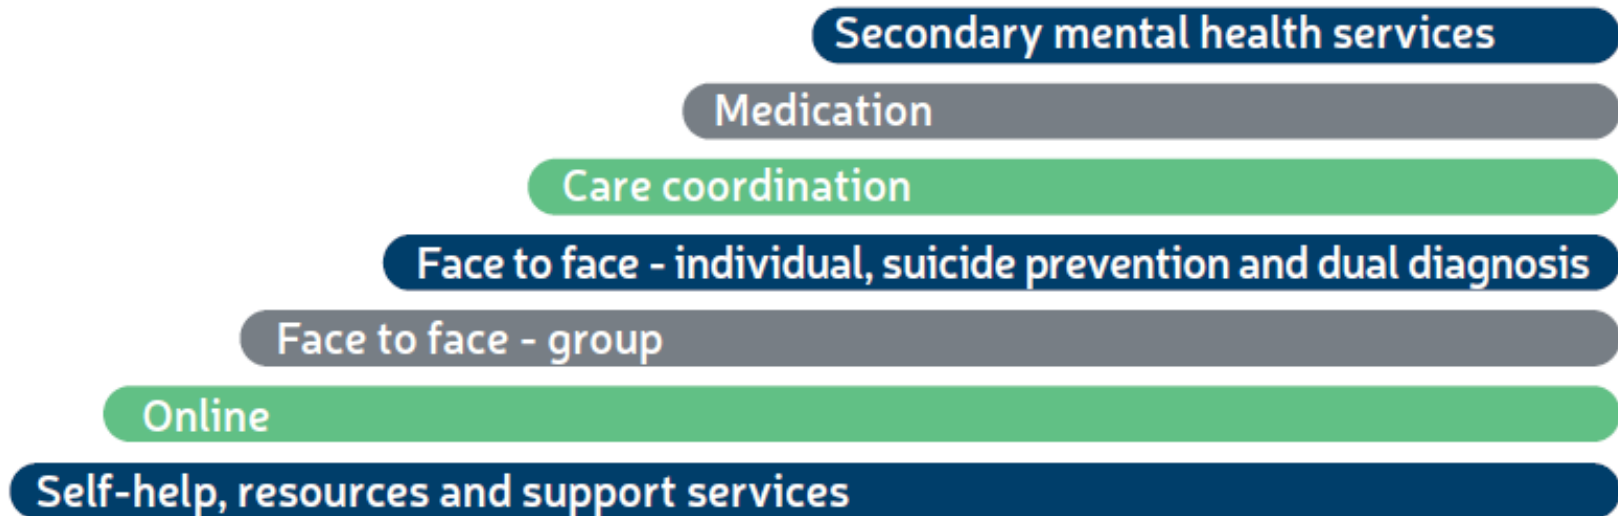 Secondary mental health services
Medication
Care coordination
Face to face - individual, suicide prevention and dual diagnosis
Face to face - group
Online
Self-help, resources and support services